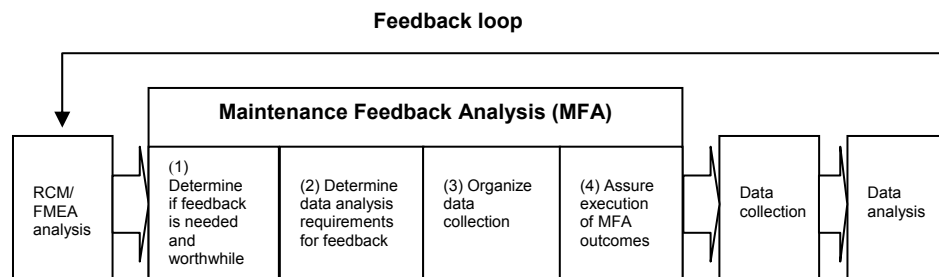 Feedback loop
Maintenance Feedback Analysis (MFA)
RCM/
FMEA
analysis
(1)
Determine
if feedback
is needed
and
worthwhile
(2) Determine
data analysis
requirements
for feedback
(3) Organize
data
collection
(4) Assure
execution
of MFA
outcomes
Data
collection
Data
analysis